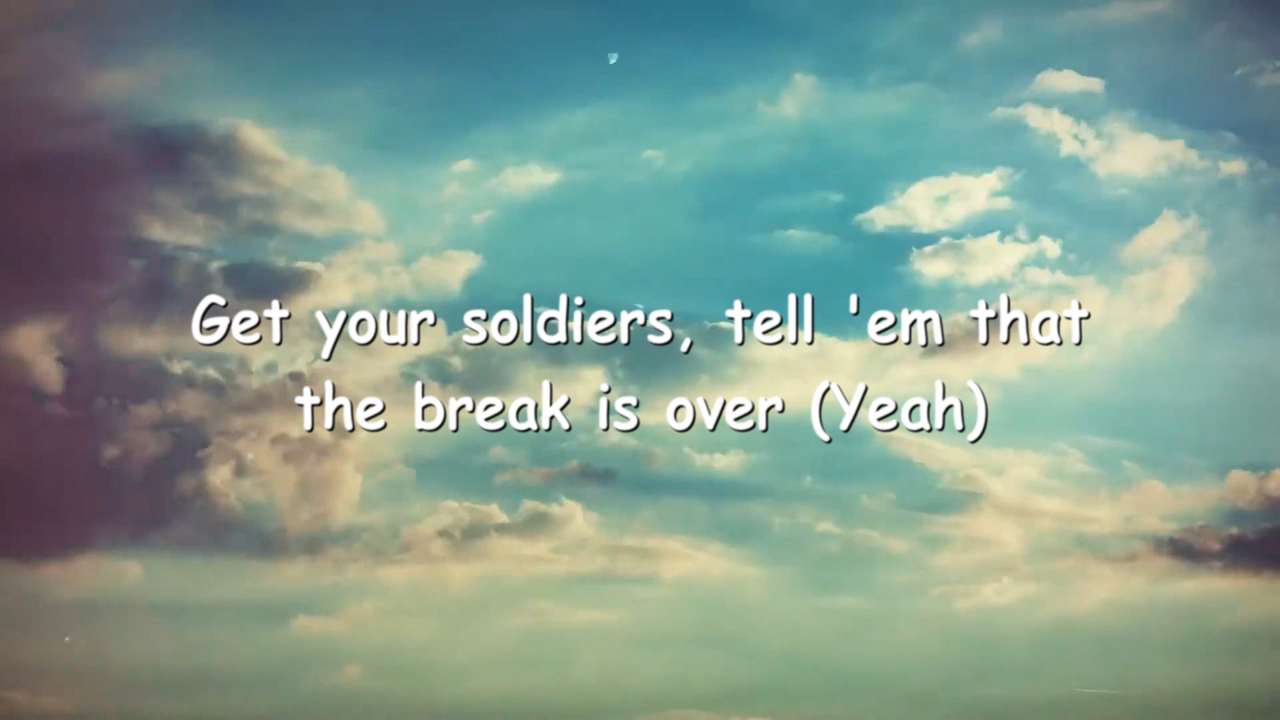 Get your soldiers, tell 'em that
the break is over (Yeah)